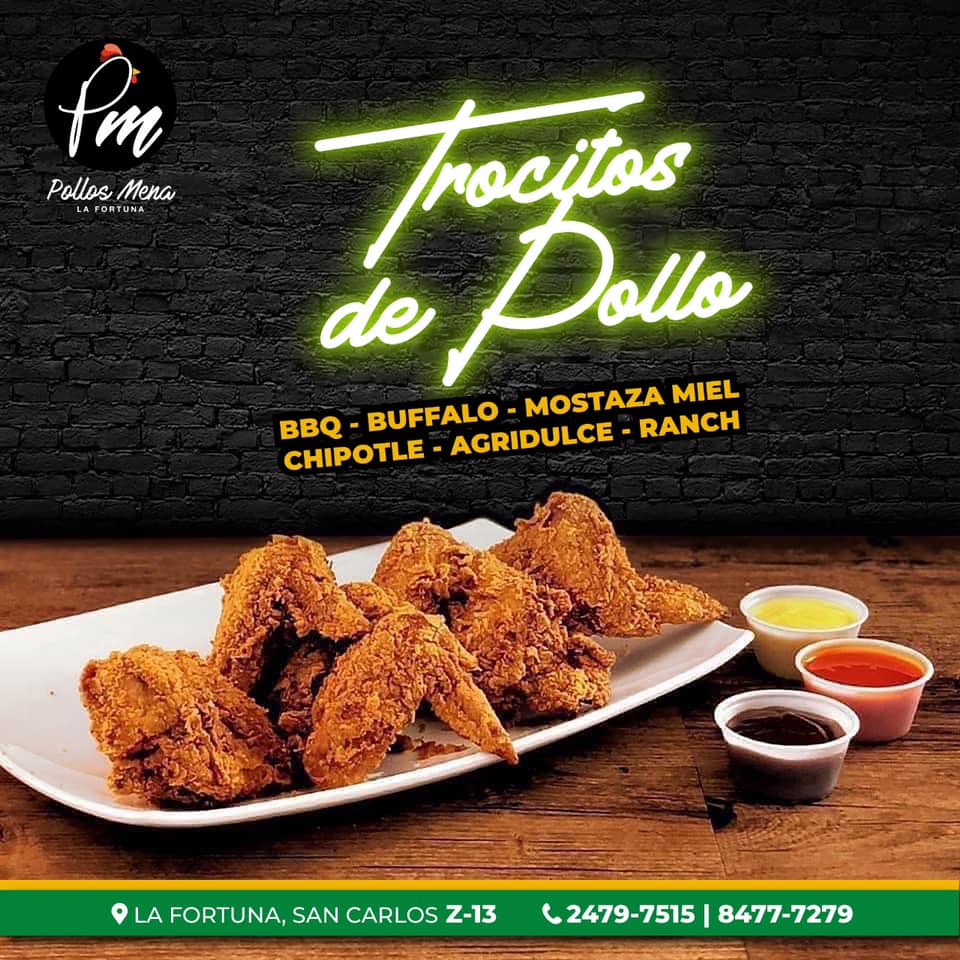 Pm
Pollos Mena
LA FORTUNA
Trocitos
de Pollo
BBQ - BUFFALO - MOSTAZA MIEL
CHIPOTLE - AGRIDULCE - RANCH
LA FORTUNA, SAN CARLOS Z-13 2479-7515 | 8477-7279